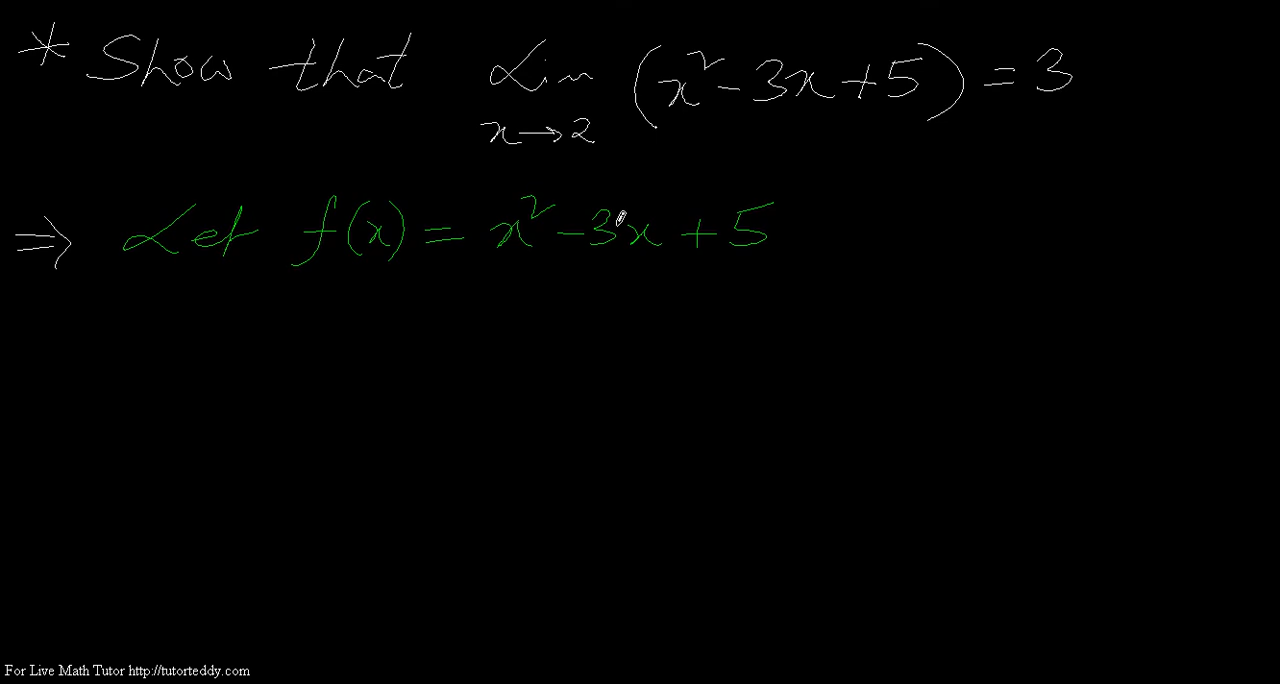 * Show that Lim (x² - 3x + 5) = 3
x → 2
⇒ Let f(x) = x² - 3x + 5
For Live Math Tutor http://tutorteddy.com